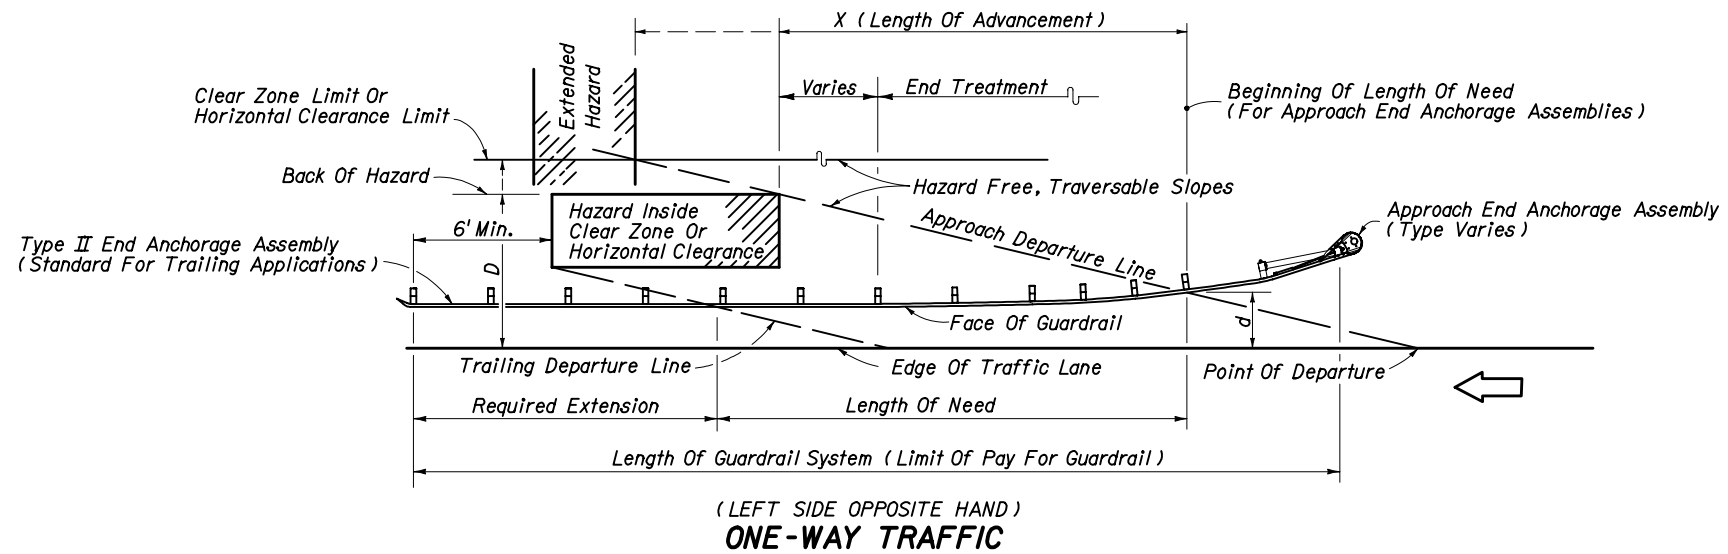 X ( Length Of Advancement )
Extended
Hazard
Varies
End Treatment
Clear Zone Limit Or
Horizontal Clearance Limit
Beginning Of Length Of Need
( For Approach End Anchorage Assemblies )
Back Of Hazard
Hazard Free, Traversable Slopes
Hazard Inside
Clear Zone Or
Horizontal Clearance
6' Min.
Approach Departure Line
Approach End Anchorage Assembly
( Type Varies )
Type II End Anchorage Assembly
( Standard For Trailing Applications )
D
d
Face Of Guardrail
Trailing Departure Line
Edge Of Traffic Lane
Point Of Departure
Required Extension
Length Of Need
Length Of Guardrail System ( Limit Of Pay For Guardrail )
( LEFT SIDE OPPOSITE HAND )
ONE-WAY TRAFFIC